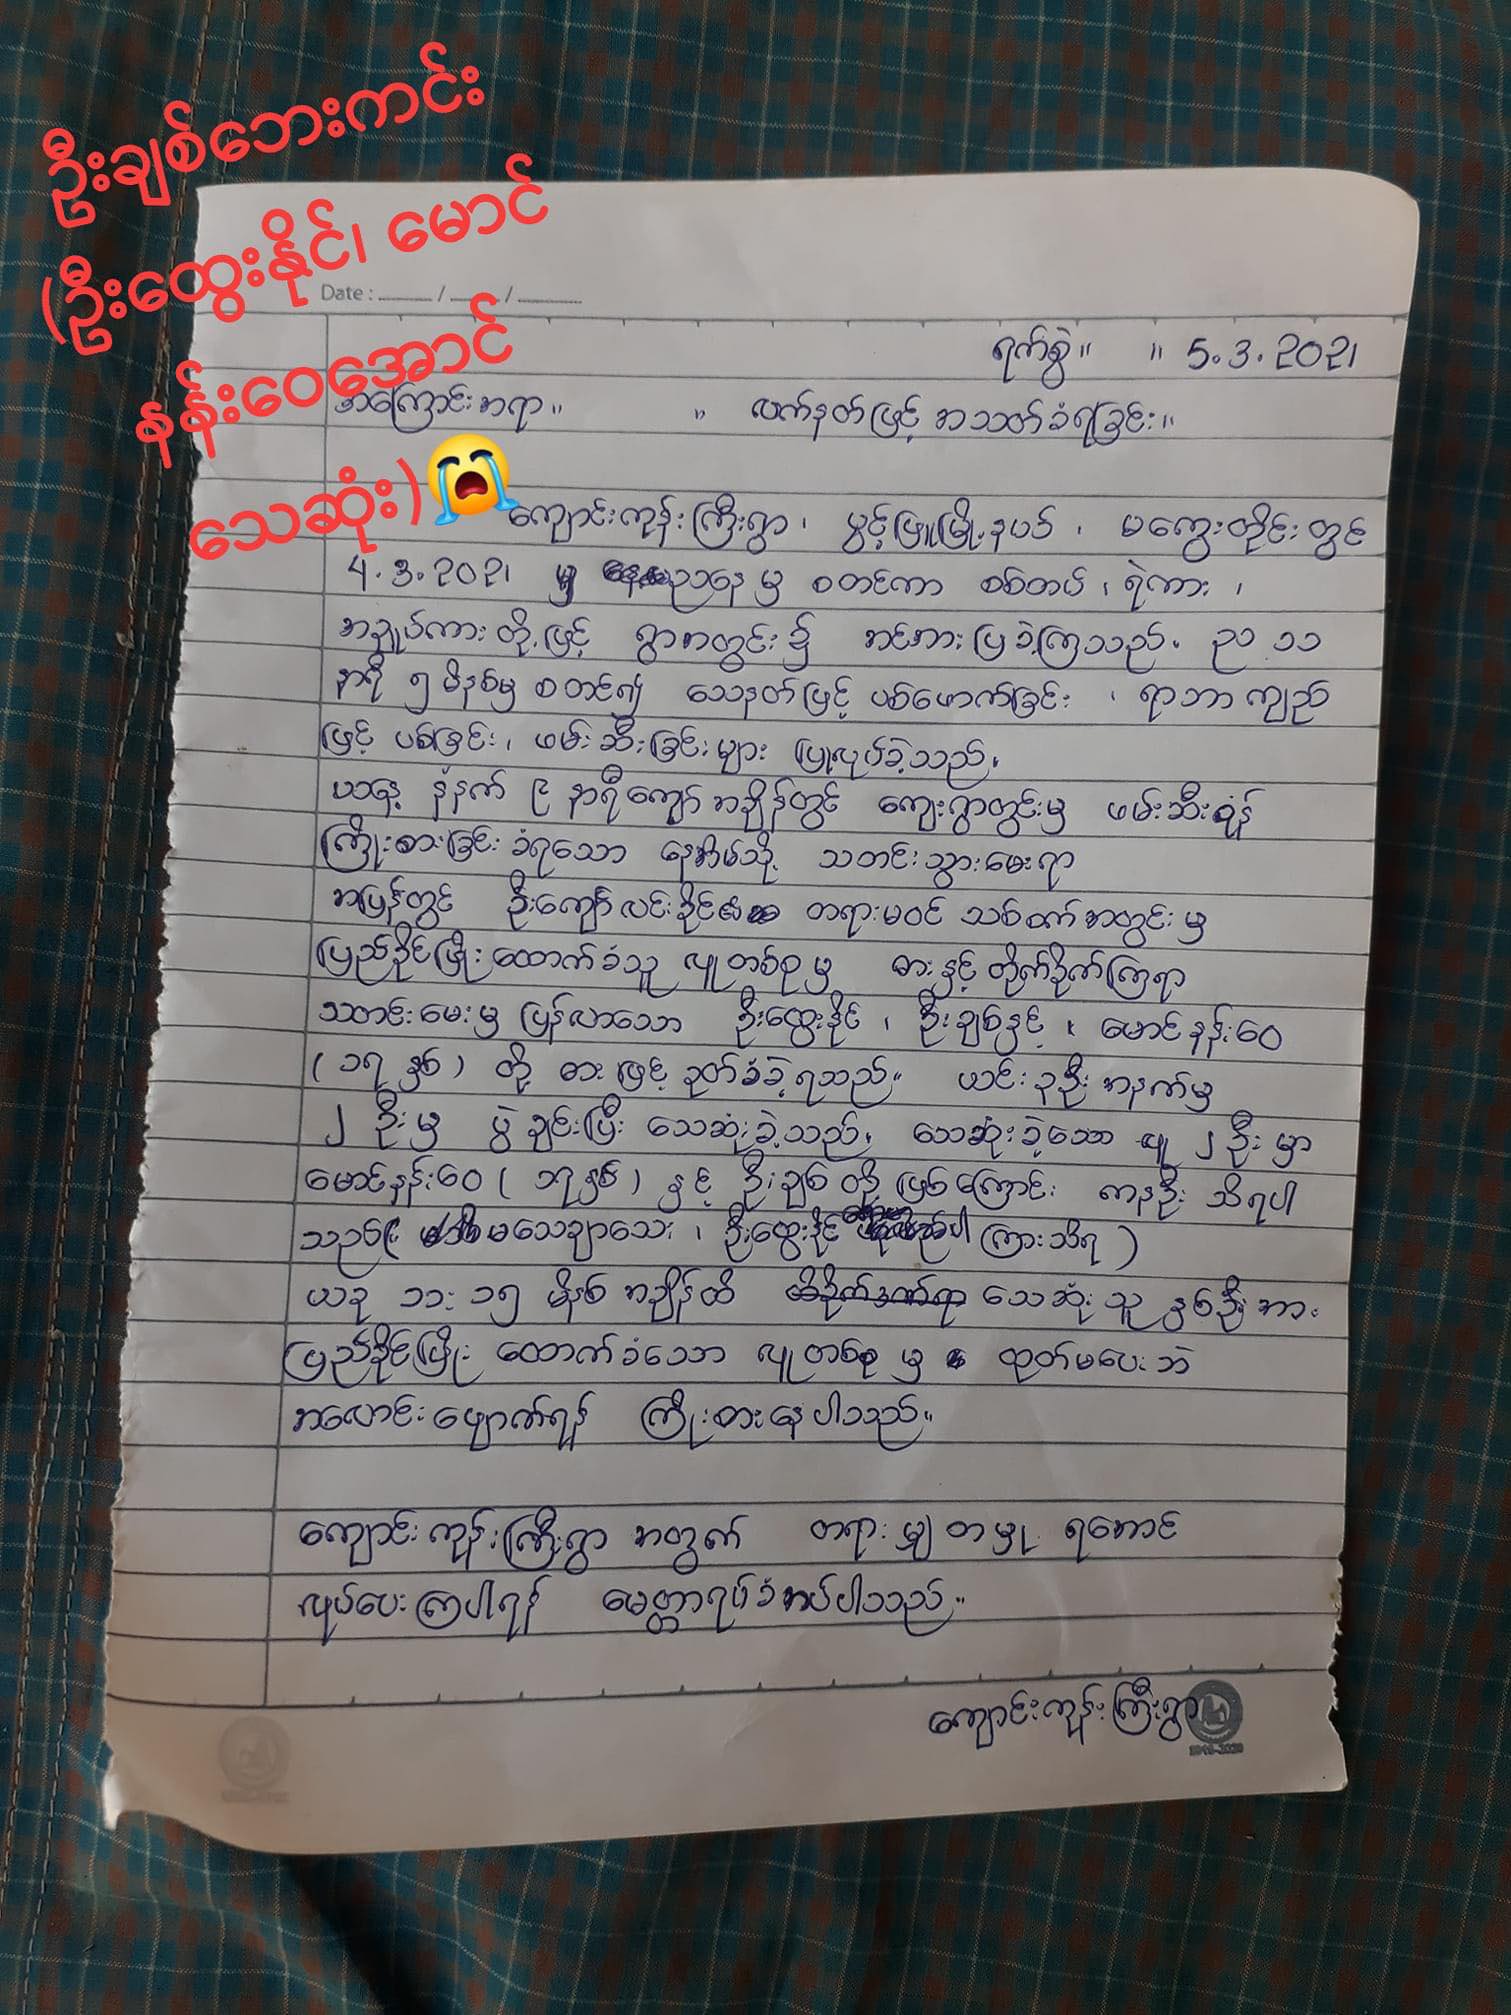 ဦးချစ်ဘေးကင်း
(ဦးထွေးနိုင်၊ မောင်
နန်းဝေအောင်
သေဆုံး)😭
Date : / /
ရက်စွဲ။ ။ 5.3.2021
အကြောင်းအရာ။ ။ လက်နက်ဖြင့် အသတ်ခံရခြင်း။
ကျောင်းကုန်းကြီးရွာ၊ ပွင့်ဖြူမြို့နယ်၊ မကွေးတိုင်းတွင်
4.3.2021 မှ ညနေမှ စတင်ကာ စစ်တပ်၊ ရဲကား၊
အချုပ်ကားတို့ဖြင့် ရွာအတွင်း၌ အင်အားပြခဲ့ကြသည်။ ည ၁၁
နာရီ ၅ မိနစ်မှ စတင်၍ သေနတ်ဖြင့် ပစ်ဖောက်ခြင်း ၊ ရာဘာကျည်
ဖြင့် ပစ်ခြင်း၊ ဖမ်းဆီးခြင်းများ ပြုလုပ်ခဲ့သည်။
ယနေ့ နံနက် ၉ နာရီကျော်အချိန်တွင် ကျေးရွာတွင်းမှ ဖမ်းဆီးရန်
ကြိုးစားခြင်းခံရသော နေအိမ်သို့ သတင်းသွားမေးရာ
အပြန်တွင် ဦးကျော်လင်းခိုင်၏ တရားမဝင် သစ်စက်အတွင်းမှ
ပြည်ခိုင်ဖြိုးထောက်ခံသူ လူတစ်စုမှ ဓားနှင့်တိုက်ခိုက်ကြရာ
သတင်းမေးမှ ပြန်လာသော ဦးထွေးနိုင် ၊ ဦးချစ်နှင့် ၊ မောင်နန်းဝေ
( ၁၇ နှစ် ) တို့ ဓားဖြင့် ခုတ်ခံခဲ့ရသည်။ ယင်း ၃ဦး အနက်မှ
၂ ဦးမှ ပွဲချင်းပြီး သေဆုံးခဲ့သည်။ သေဆုံးခဲ့သော လူ ၂ ဦးမှာ
မောင်နန်းဝေ ( ၁၇နှစ် ) နှင့် ဦးချစ် တို့ ဖြစ်ကြောင်း ကနဦး သိရပါ
သည်။ ( မသေချာသေး ၊ ဦးထွေးနိုင် ကြားသိရ )
ယခု ၁၁: ၁၅ မိနစ် အချိန်ထိ သေဆုံးသူ နှစ်ဦးအား
ပြည်ခိုင်ဖြိုး ထောက်ခံသော လူတစ်စုမှ ထုတ်မပေးဘဲ
အလောင်းဖျောက်ရန် ကြိုးစားနေပါသည်။
ကျောင်းကုန်းကြီးရွာ အတွက် တရားမျှတမှု ရအောင်
လုပ်ပေးကြပါရန် မေတ္တာရပ်ခံအပ်ပါသည်။
ကျောင်းကုန်းကြီးရွာ